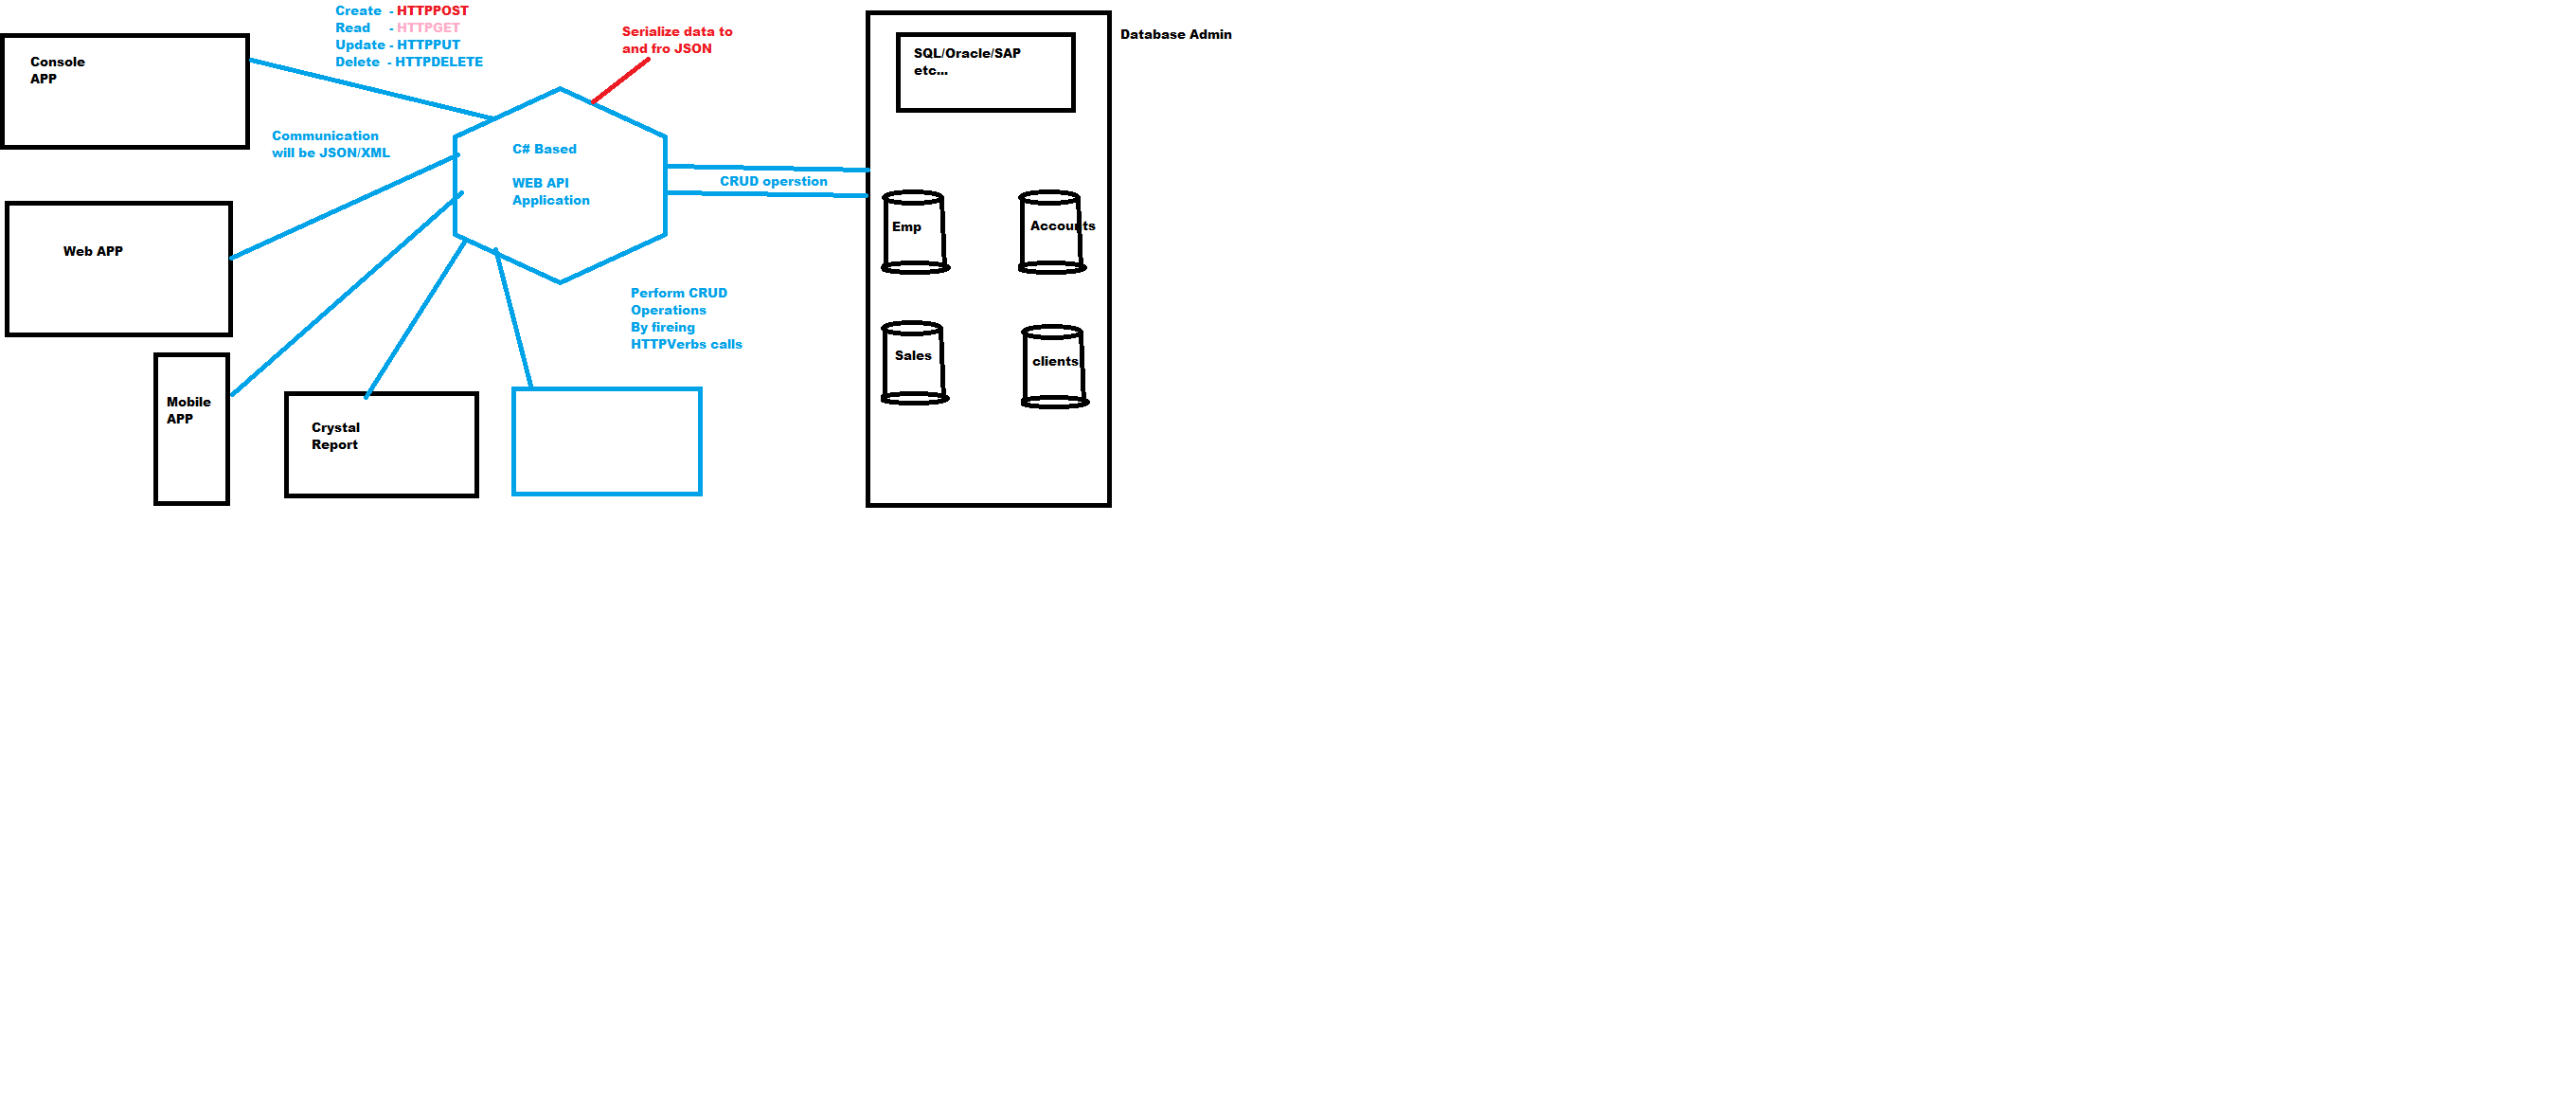 Create - HTTPPOST
Read - HTTPGET
Update - HTTPPUT
Delete - HTTPDELETE
Serialize data to
and fro JSON
Database Admin
SQL/Oracle/SAP
etc...
Console
APP
Communication
will be JSON/XML
C# Based
WEB API
Application
CRUD operstion
Emp
Accounts
Web APP
Perform CRUD
Operations
By fireing
HTTPVerbs calls
Sales
clients
Mobile
APP
Crystal
Report